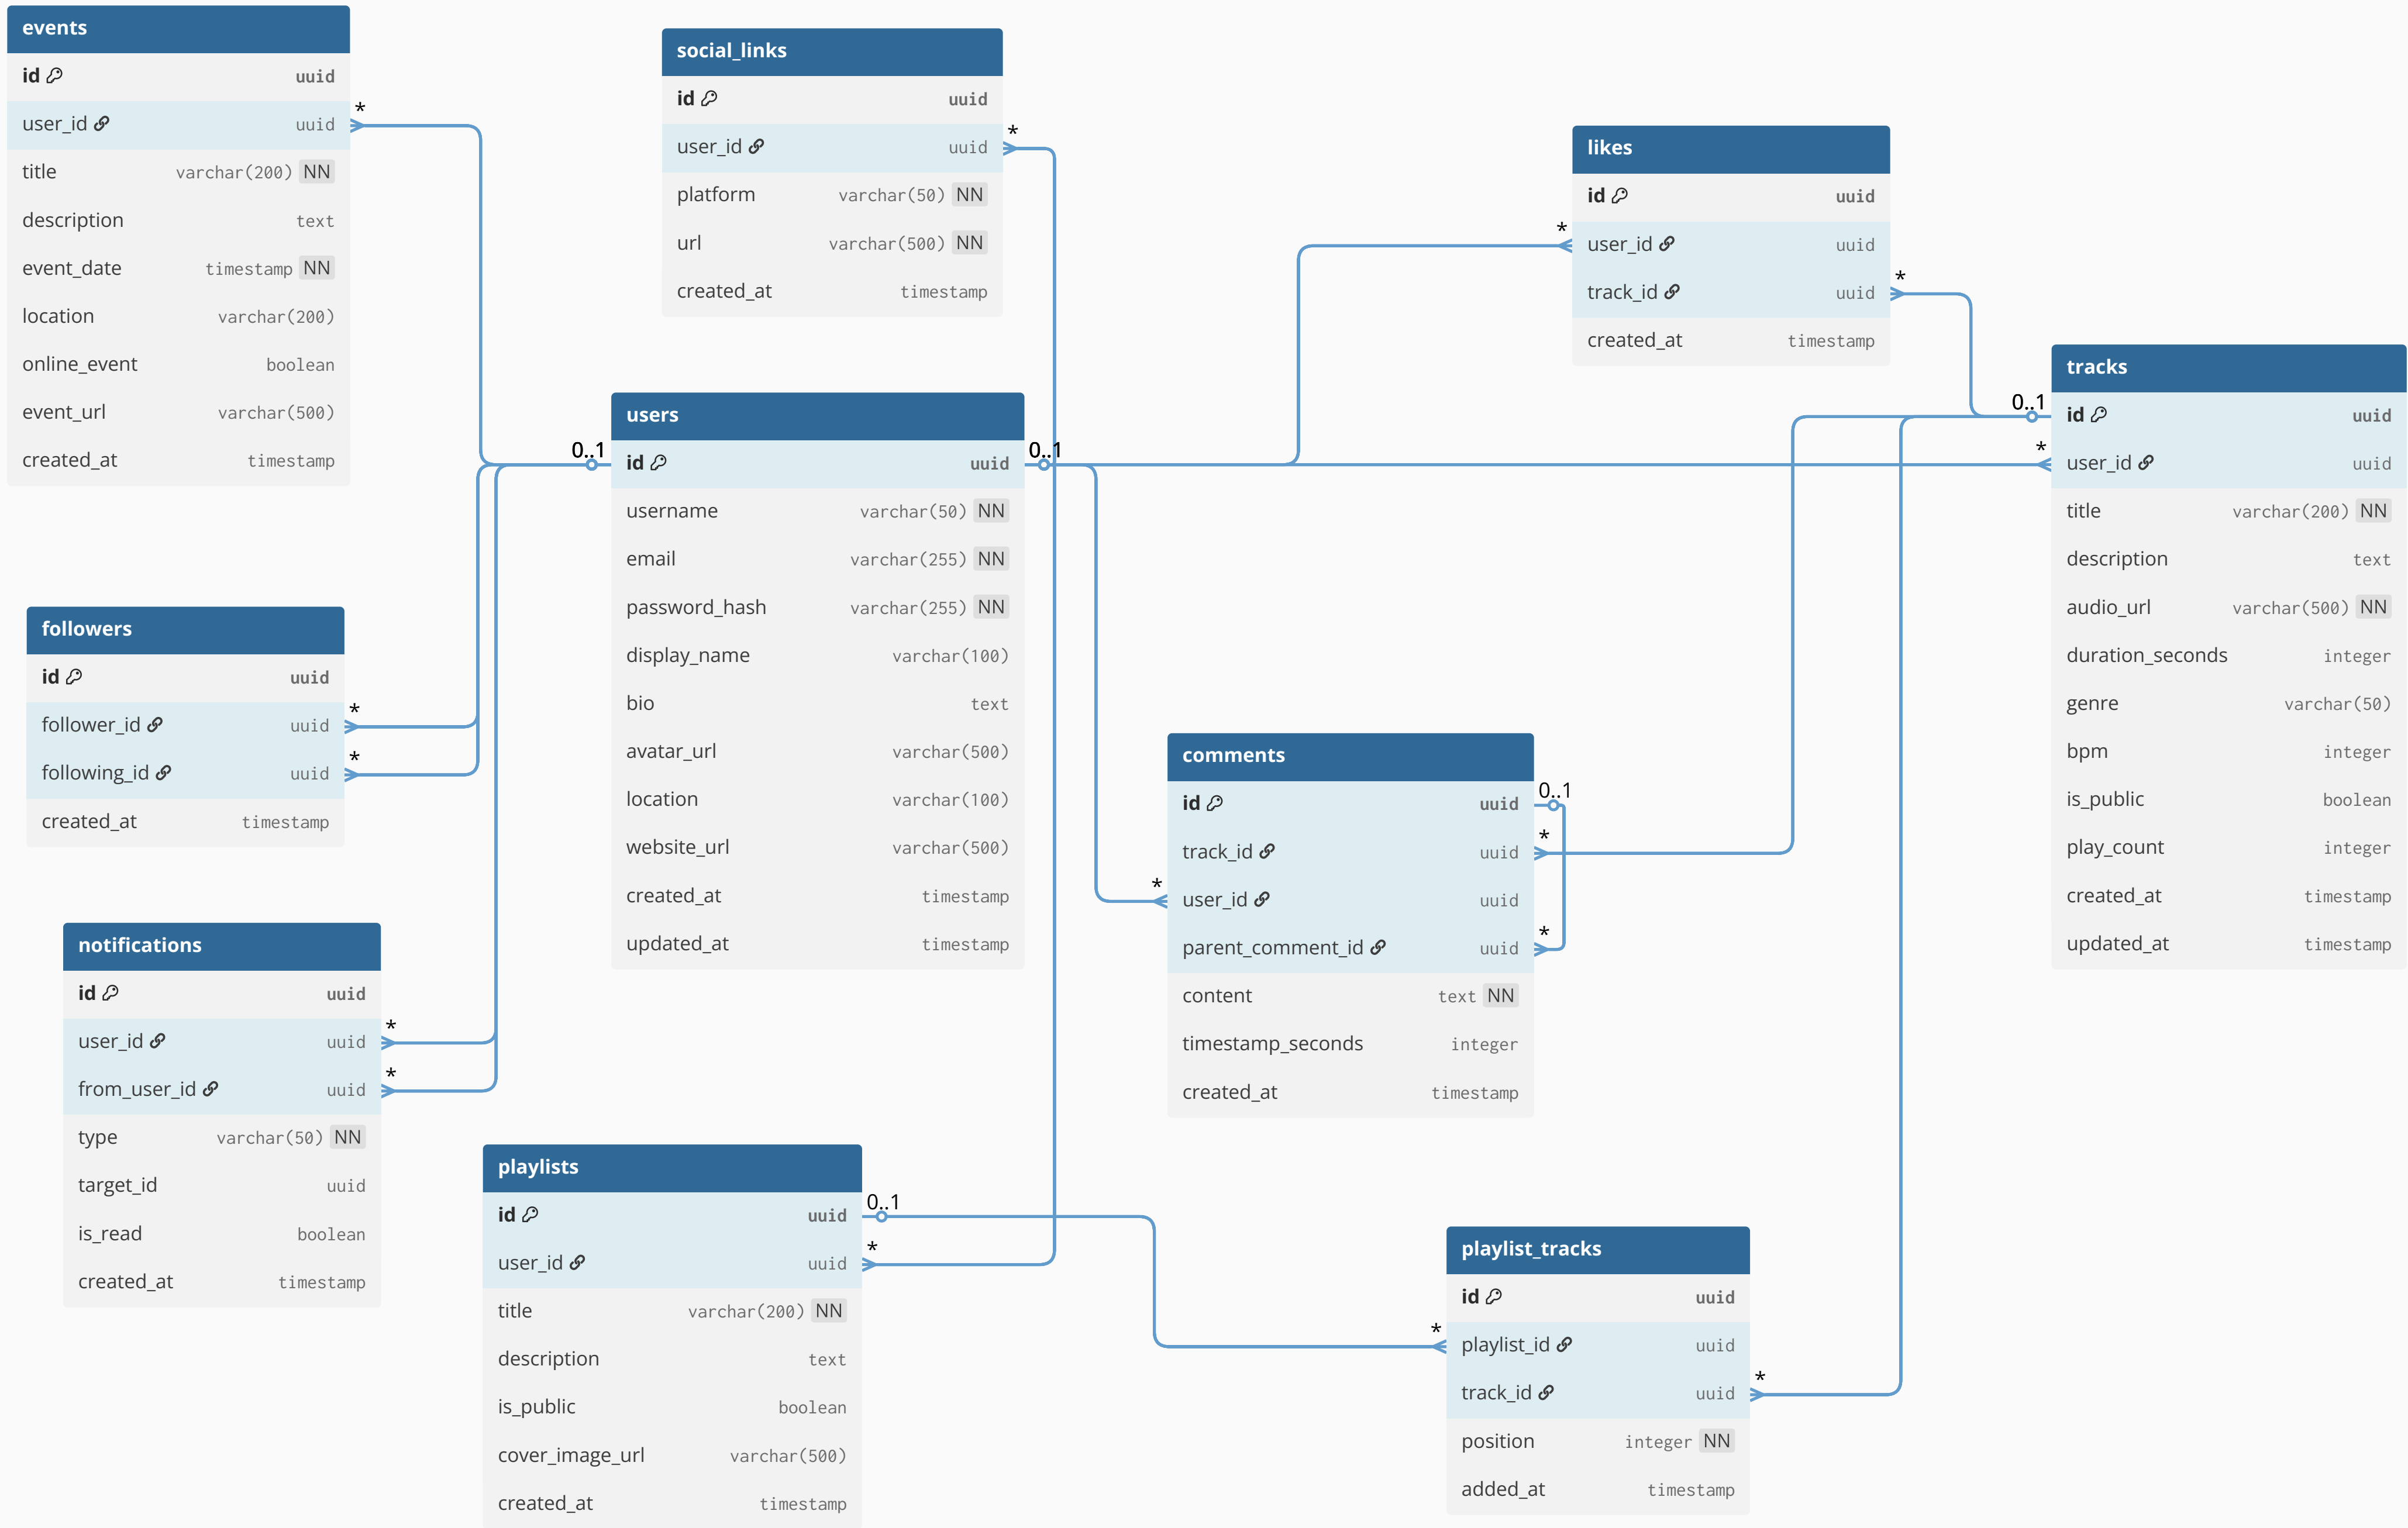 events
id uuid
user_id uuid
title varchar(200) NN
description text
event_date timestamp NN
location varchar(200)
online_event boolean
event_url varchar(500)
created_at timestamp
*
social_links
id uuid
user_id uuid
platform varchar(50) NN
url varchar(500) NN
created_at timestamp
*
likes
id uuid
user_id uuid
track_id uuid
created_at timestamp
*
*
users
id uuid
username varchar(50) NN
email varchar(255) NN
password_hash varchar(255) NN
display_name varchar(100)
bio text
avatar_url varchar(500)
location varchar(100)
website_url varchar(500)
created_at timestamp
updated_at timestamp
0..1
0..1
tracks
id uuid
user_id uuid
title varchar(200) NN
description text
audio_url varchar(500) NN
duration_seconds integer
genre varchar(50)
bpm integer
is_public boolean
play_count integer
created_at timestamp
updated_at timestamp
0..1
*
followers
id uuid
follower_id uuid
following_id uuid
created_at timestamp
*
*
comments
id uuid
track_id uuid
user_id uuid
parent_comment_id uuid
content text NN
timestamp_seconds integer
created_at timestamp
0..1
*
*
*
notifications
id uuid
user_id uuid
from_user_id uuid
type varchar(50) NN
target_id uuid
is_read boolean
created_at timestamp
*
*
playlists
id uuid
user_id uuid
title varchar(200) NN
description text
is_public boolean
cover_image_url varchar(500)
created_at timestamp
0..1
*
playlist_tracks
id uuid
playlist_id uuid
track_id uuid
position integer NN
added_at timestamp
*
*